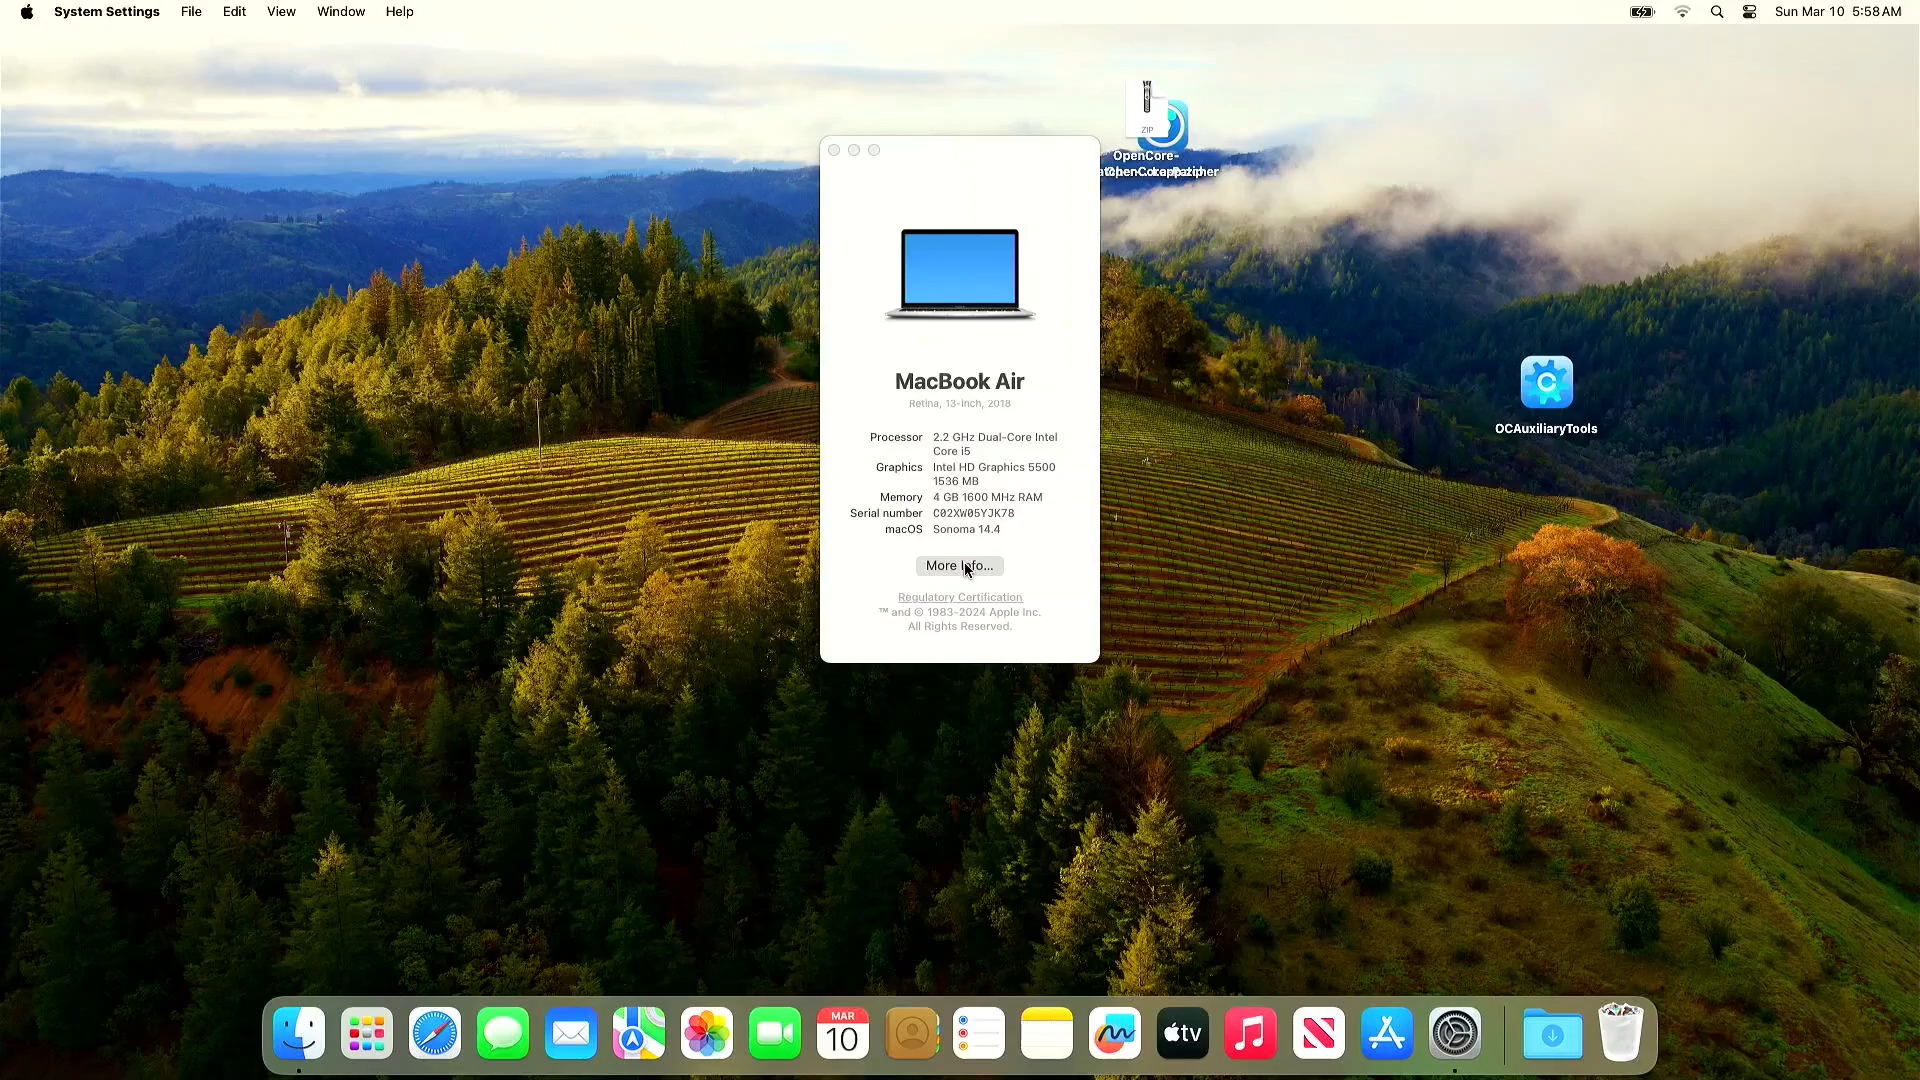 System Settings File Edit View Window Help
Sun Mar 10 5:58 AM
ZIP
OpenCore-
MacBook Air
Retina, 13-inch, 2018
Processor 2.2 GHz Dual-Core Intel
Core i5
Graphics Intel HD Graphics 5500
1536 MB
Memory 4 GB 1600 MHz RAM
Serial number C02XW05YJK78
macOS Sonoma 14.4
More Info...
Regulatory Certification
™ and © 1983-2024 Apple Inc.
All Rights Reserved.
OCAuxiliaryTools
MAR
10
tv